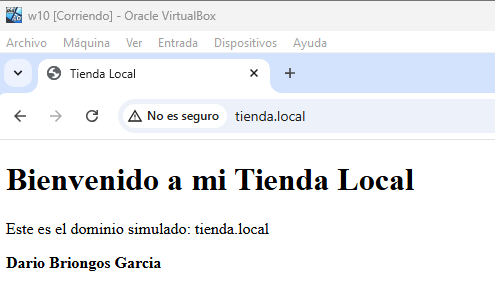 w10 [Corriendo] - Oracle VirtualBox
Archivo Máquina Ver Entrada Dispositivos Ayuda
Tienda Local
No es seguro tienda.local
Bienvenido a mi Tienda Local
Este es el dominio simulado: tienda.local
Dario Briongos Garcia